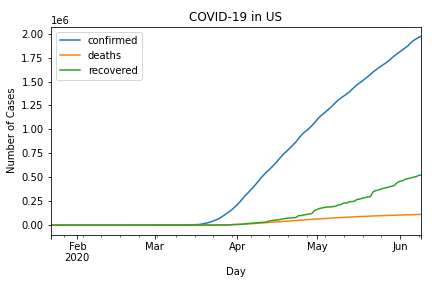 COVID-19 in US
1e6
confirmed
deaths
recovered
2.00
1.75
1.50
1.25
1.00
0.75
0.50
0.25
0.00
Number of Cases
Feb Mar Apr May Jun
2020
Day